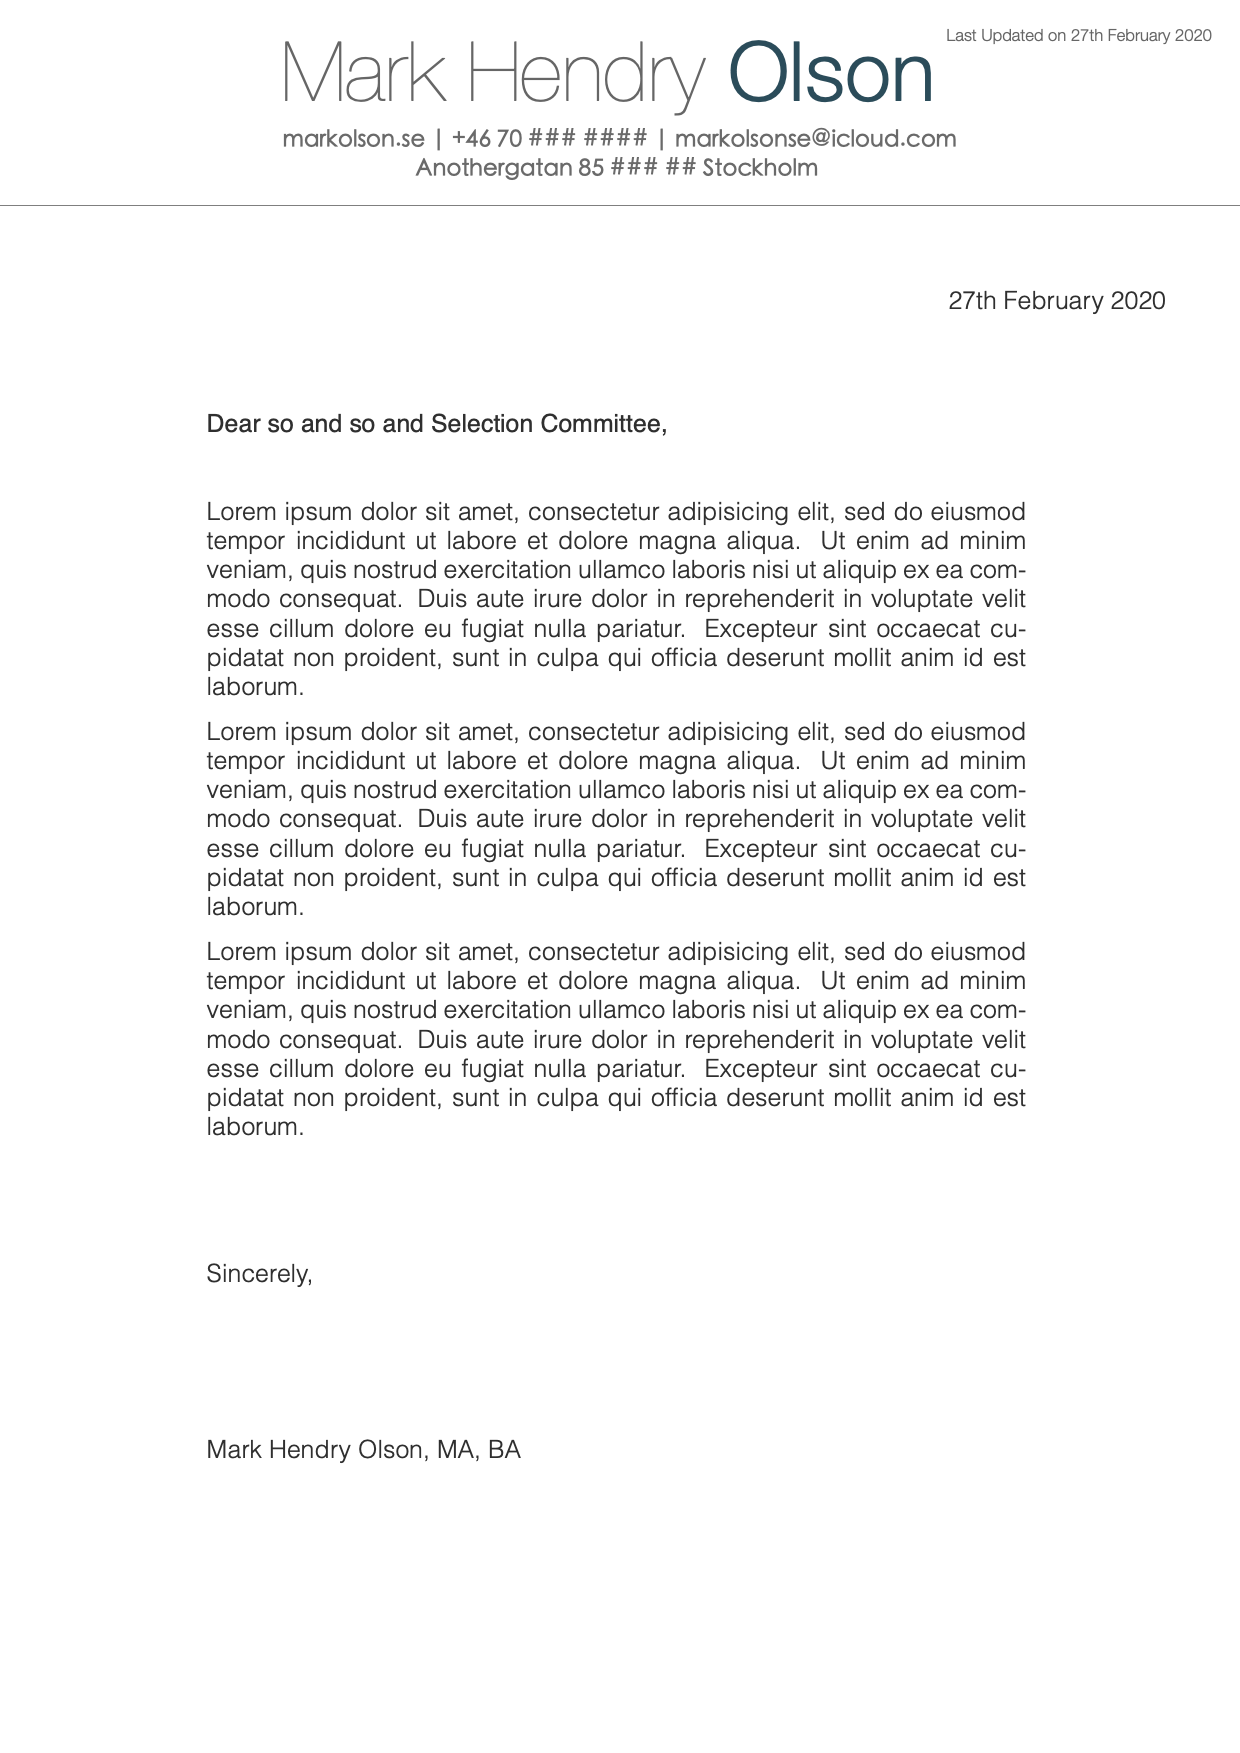 Last Updated on 27th February 2020
Mark Hendry Olson
markolson.se | +46 70 ### #### | markolsonse@icloud.com
Anothergatan 85 ### ## Stockholm
27th February 2020
Dear so and so and Selection Committee,
Lorem ipsum dolor sit amet, consectetur adipisicing elit, sed do eiusmod
tempor incididunt ut labore et dolore magna aliqua. Ut enim ad minim
veniam, quis nostrud exercitation ullamco laboris nisi ut aliquip ex ea com-
modo consequat. Duis aute irure dolor in reprehenderit in voluptate velit
esse cillum dolore eu fugiat nulla pariatur. Excepteur sint occaecat cu-
pidatat non proident, sunt in culpa qui officia deserunt mollit anim id est
laborum.
Lorem ipsum dolor sit amet, consectetur adipisicing elit, sed do eiusmod
tempor incididunt ut labore et dolore magna aliqua. Ut enim ad minim
veniam, quis nostrud exercitation ullamco laboris nisi ut aliquip ex ea com-
modo consequat. Duis aute irure dolor in reprehenderit in voluptate velit
esse cillum dolore eu fugiat nulla pariatur. Excepteur sint occaecat cu-
pidatat non proident, sunt in culpa qui officia deserunt mollit anim id est
laborum.
Lorem ipsum dolor sit amet, consectetur adipisicing elit, sed do eiusmod
tempor incididunt ut labore et dolore magna aliqua. Ut enim ad minim
veniam, quis nostrud exercitation ullamco laboris nisi ut aliquip ex ea com-
modo consequat. Duis aute irure dolor in reprehenderit in voluptate velit
esse cillum dolore eu fugiat nulla pariatur. Excepteur sint occaecat cu-
pidatat non proident, sunt in culpa qui officia deserunt mollit anim id est
laborum.
Sincerely,
Mark Hendry Olson, MA, BA